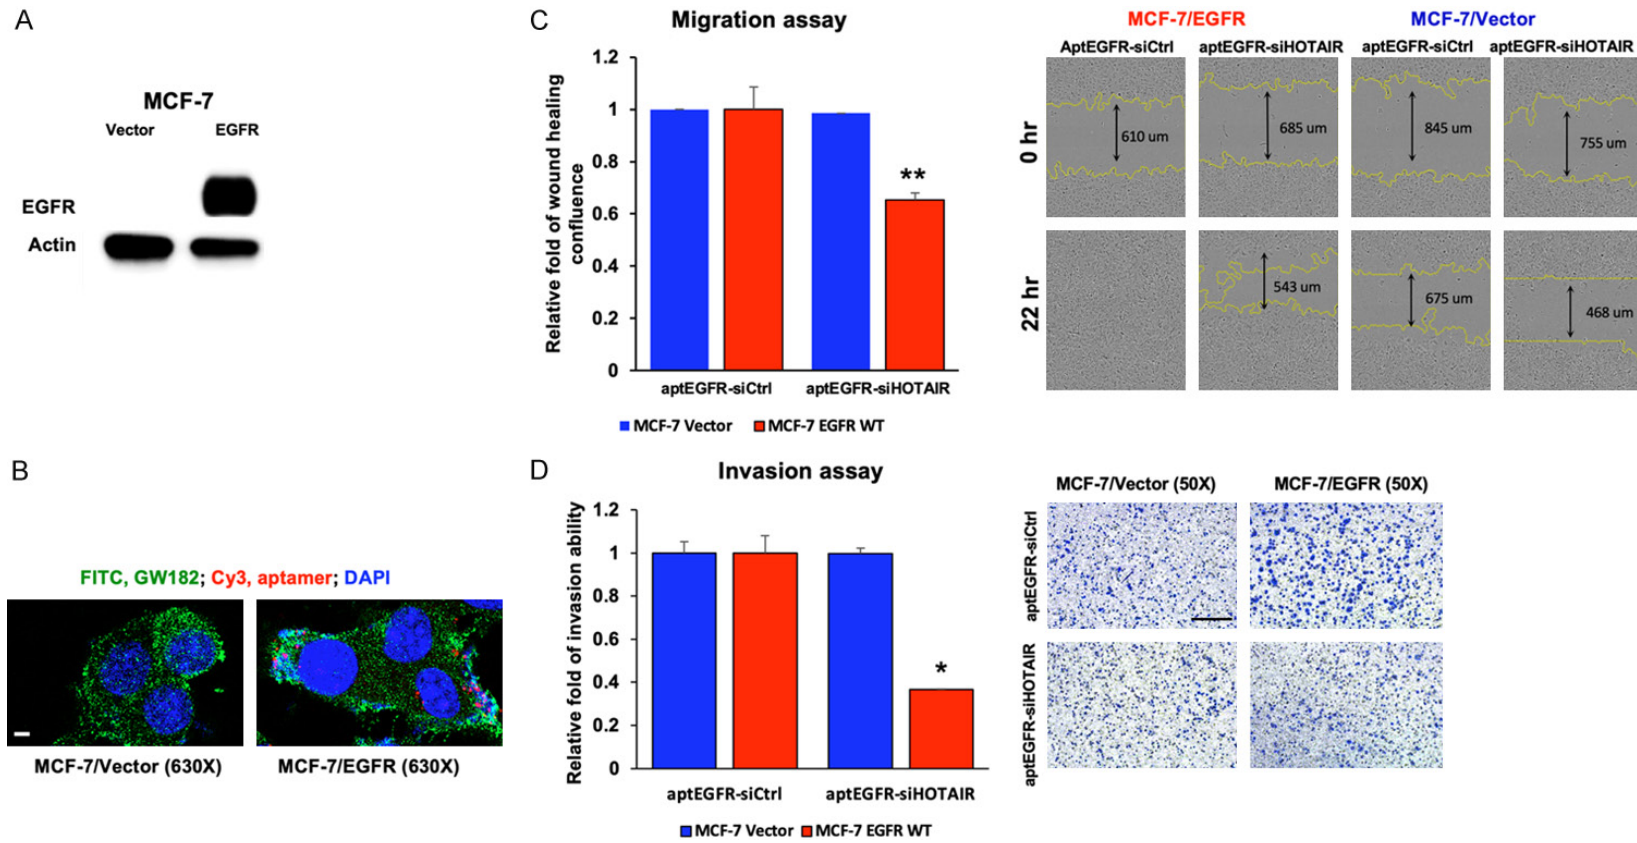 A
MCF-7
Vector EGFR
EGFR
Actin
B
FITC, GW182; Cy3, aptamer; DAPI
MCF-7/Vector (630X) MCF-7/EGFR (630X)
C
Migration assay
Relative fold of wound healing
confluence
1.2
1
0.8
0.6
0.4
0.2
0
**
aptEGFR-siCtrl aptEGFR-siHOTAIR
MCF-7 Vector MCF-7 EGFR WT
MCF-7/EGFR MCF-7/Vector
AptEGFR-siCtrl aptEGFR-siHOTAIR aptEGFR-siCtrl aptEGFR-siHOTAIR
0 hr
610 um 685 um 845 um 755 um
22 hr
543 um 675 um 468 um
D
Invasion assay
Relative fold of invasion ability
1.2
1
0.8
0.6
0.4
0.2
0
*
aptEGFR-siCtrl aptEGFR-siHOTAIR
MCF-7 Vector MCF-7 EGFR WT
MCF-7/Vector (50X) MCF-7/EGFR (50X)
aptEGFR-siCtrl
aptEGFR-siHOTAIR